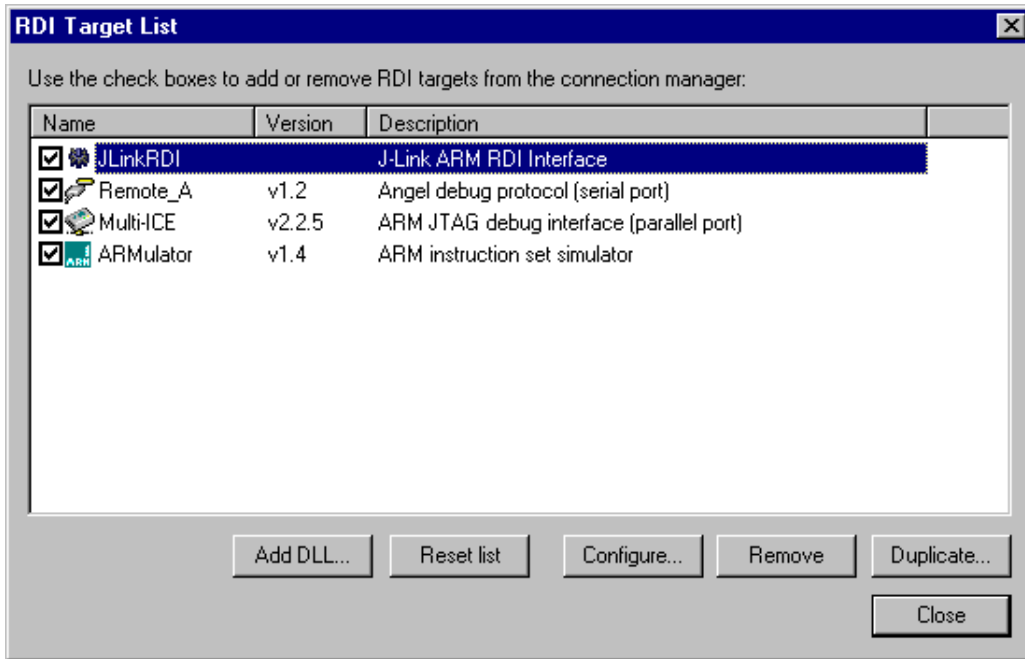 RDI Target List
Use the check boxes to add or remove RDI targets from the connection manager:
Name Version Description
JLinkRDI J-Link ARM RDI Interface
Remote_A v1.2 Angel debug protocol (serial port)
Multi-ICE v2.2.5 ARM JTAG debug interface (parallel port)
ARM ARMulator v1.4 ARM instruction set simulator
Add DLL... Reset list Configure... Remove Duplicate...
Close